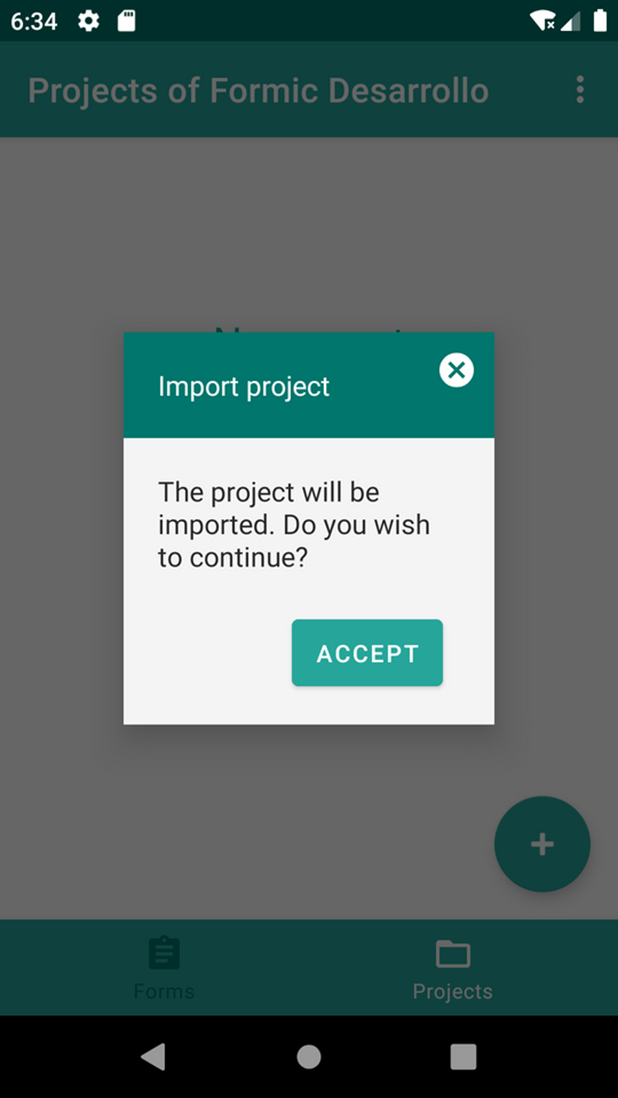 6:34
Projects of Formic Desarrollo
Import project
The project will be
imported. Do you wish
to continue?
ACCEPT
Forms
Projects